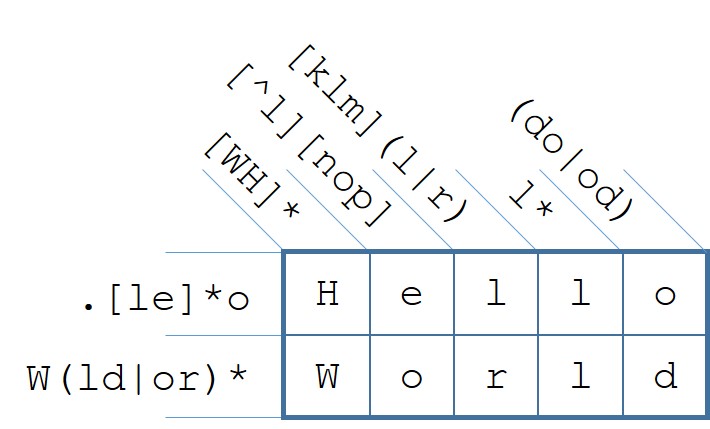 [WH]*
[^l][nop]
[klm](l|r)
l*
(do|od)
.[le]*o H e l l o
W(ld|or)* W o r l d